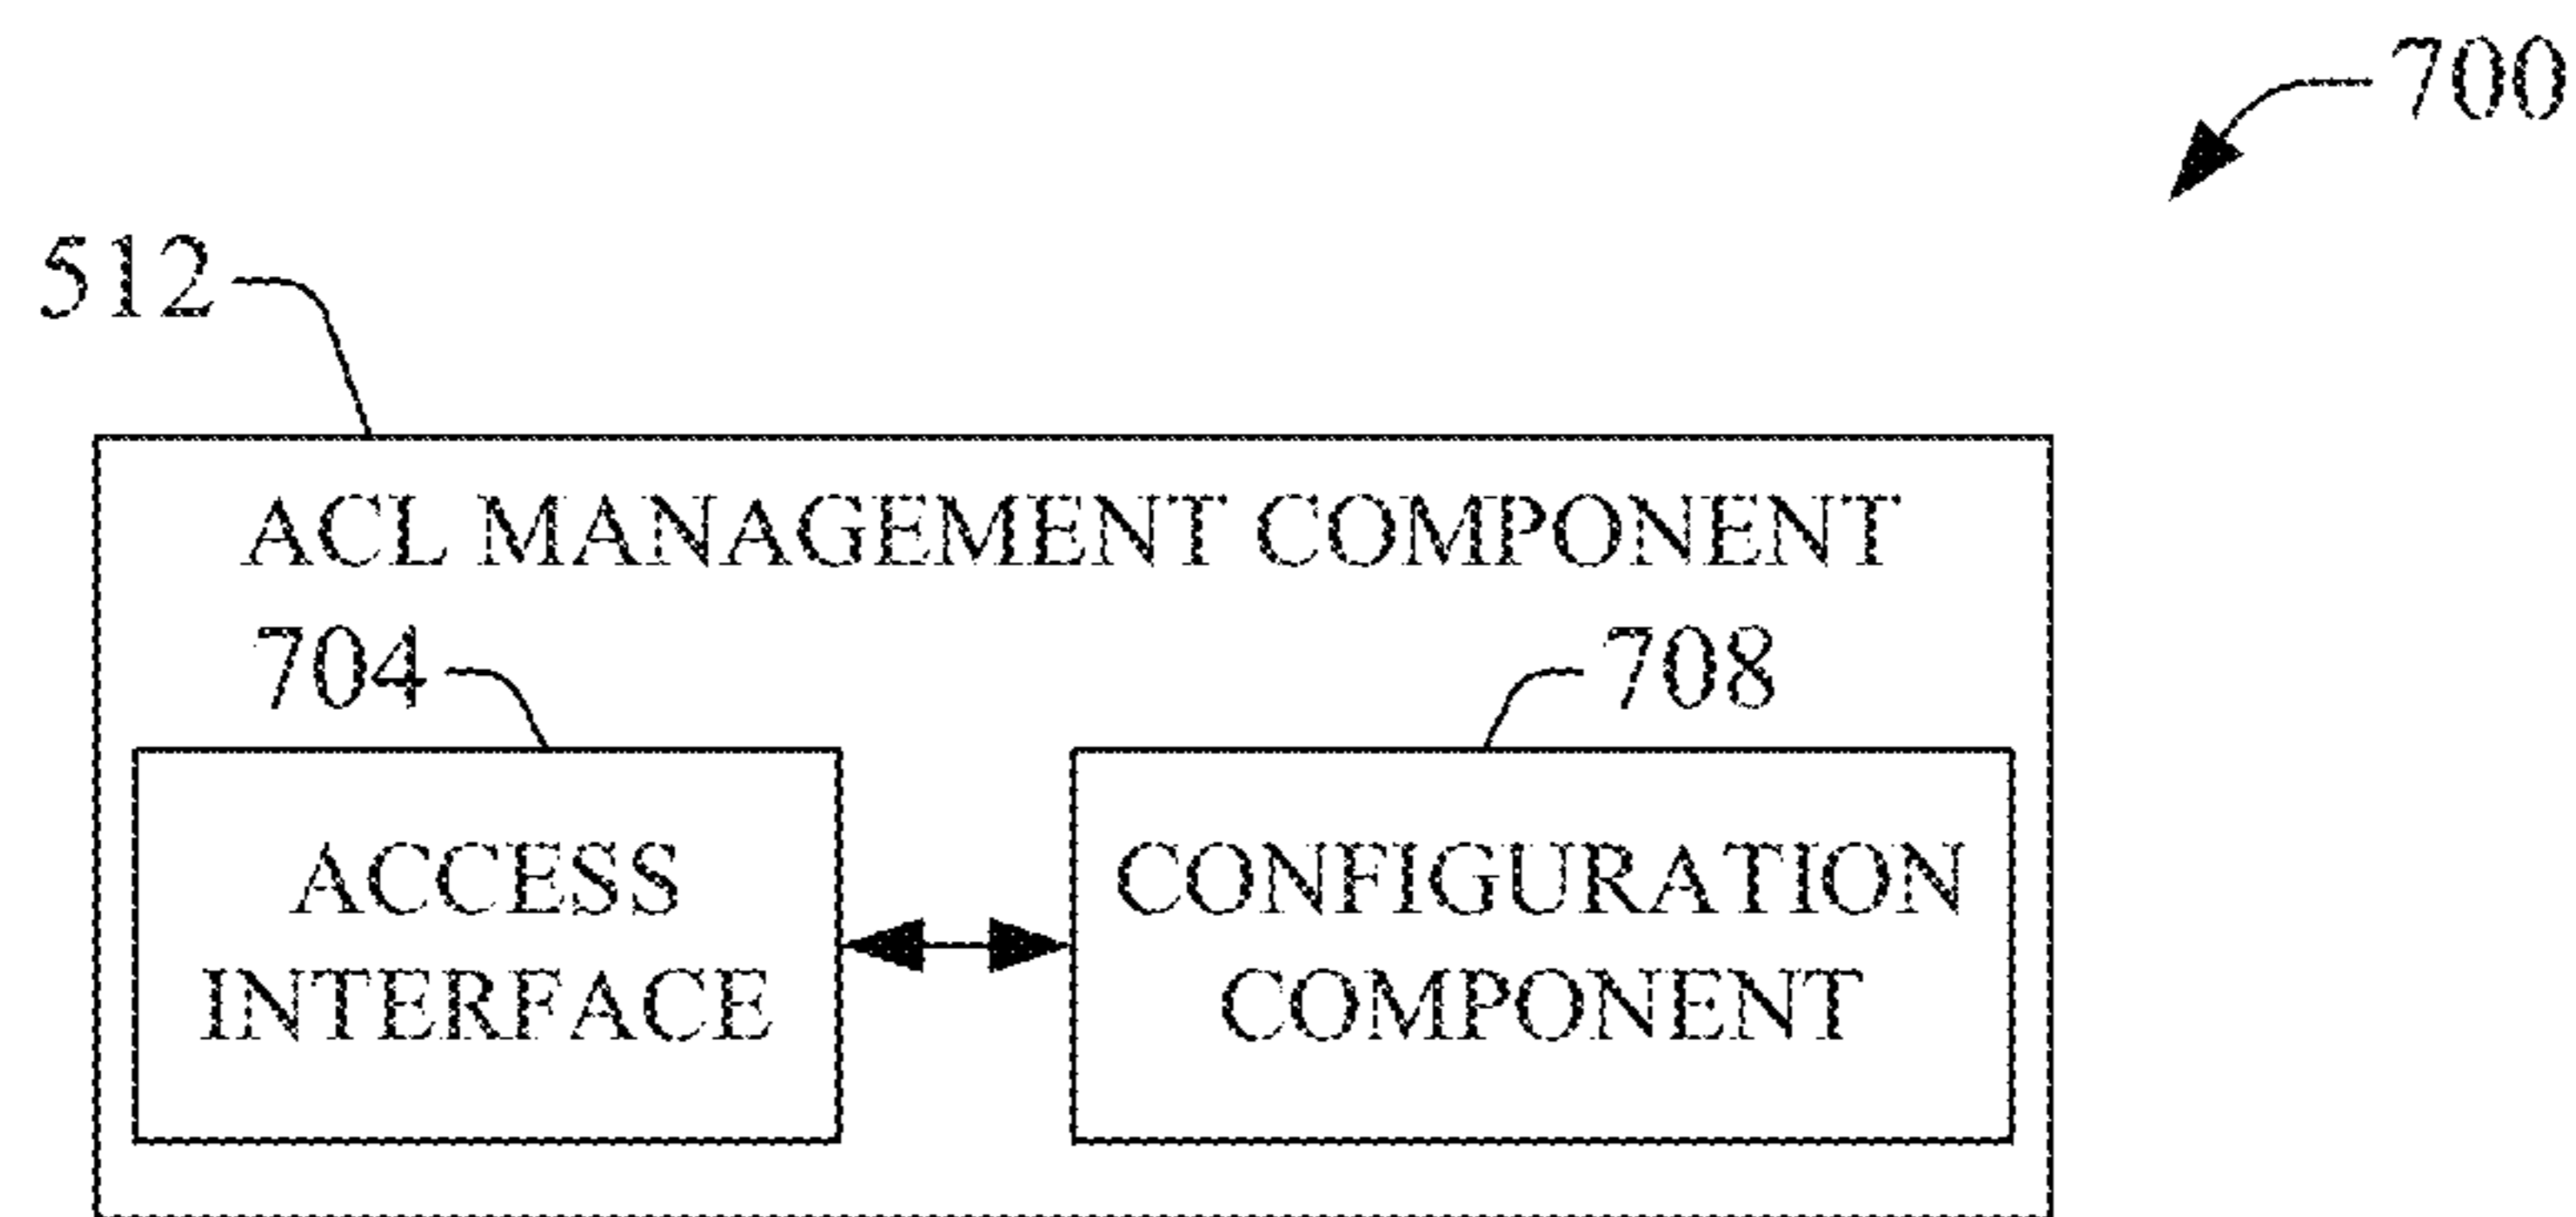 700
512
ACL MANAGEMENT COMPONENT
704
708
ACCESS
INTERFACE
CONFIGURATION
COMPONENT